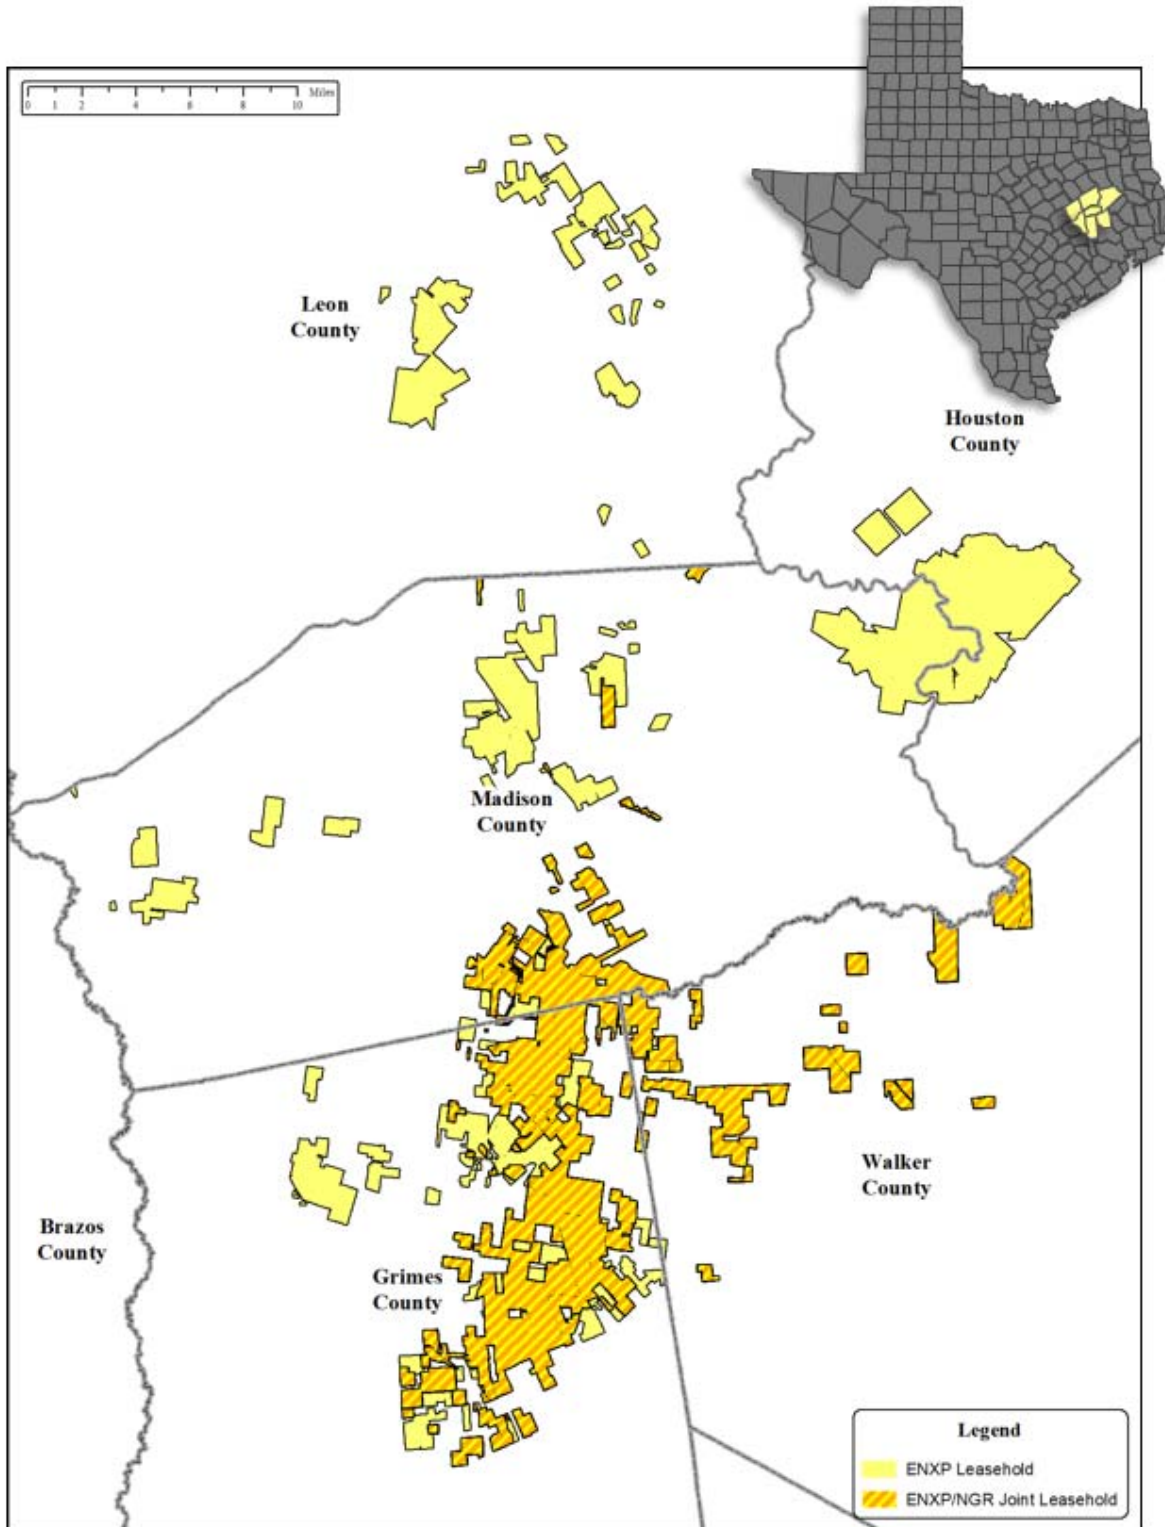 0 1 2 4 6 8 10 Miles
Leon
County
Houston
County
Madison
County
Walker
County
Brazos
County
Grimes
County
Legend
ENXP Leasehold
ENXP/NGR Joint Leasehold